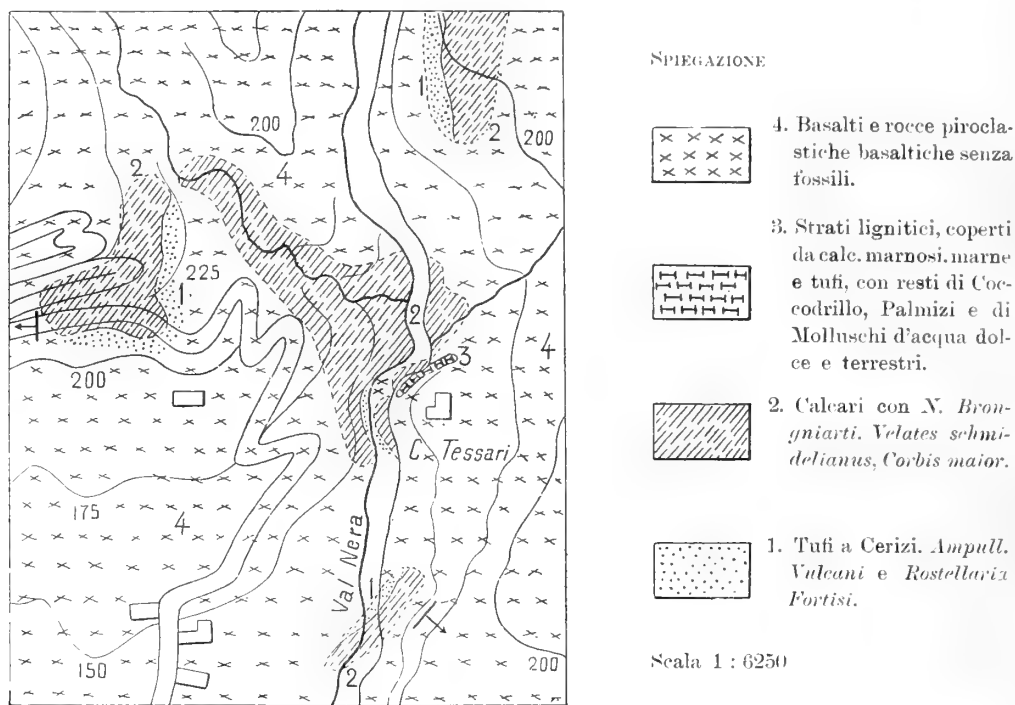 200
1
2
200
2
4
225
1
2
3
4
200
C. Tessari
175
4
Val Nera
1
150
2
200
SPIEGAZIONE
4. Basalti e rocce pirocla-
stiche basaltiche senza
fossili.
3. Strati lignitici, coperti
da calc. marnosi. marne
e tufi, con resti di Coc-
codrillo, Palmizi e di
Molluschi d'acqua dol-
ce e terrestri.
2. Calcari con N. Bron-
gniarti. Velates schmi-
delianus, Corbis maior.
1. Tufi a Cerizi. Ampull.
Vulcani e Rostellaria
Fortisi.
Scala 1 : 6250